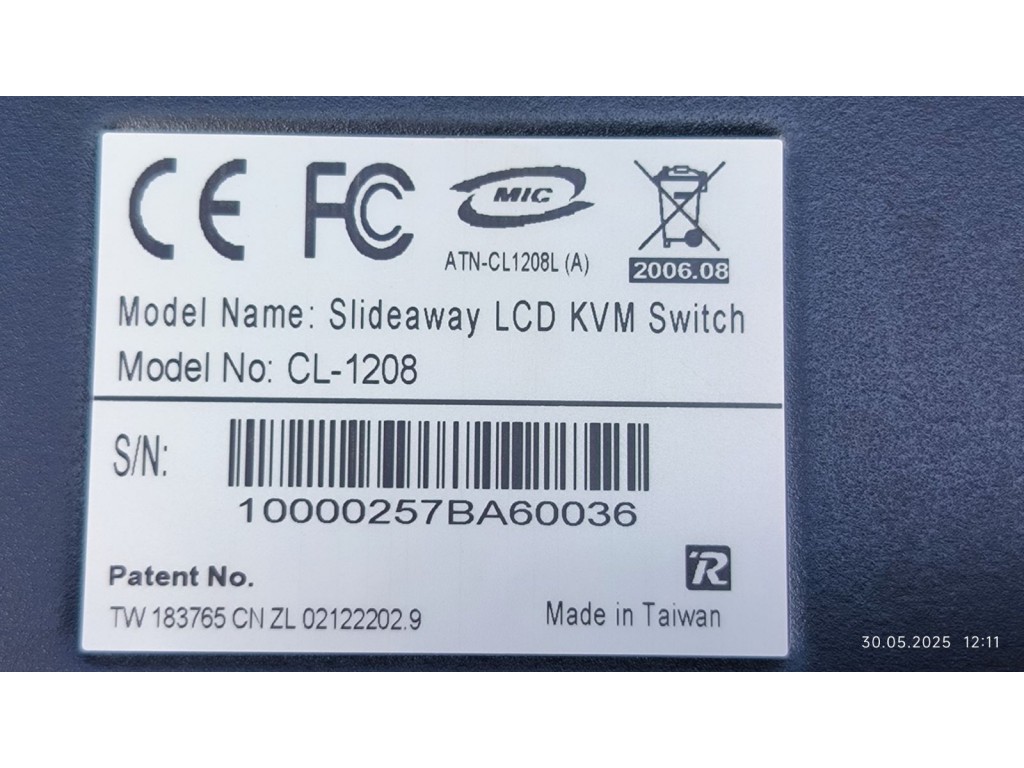 CE FC MIC
ATN-CL1208L (A)
2006.08
Model Name: Slideaway LCD KVM Switch
Model No: CL-1208
S/N:
10000257BA60036
Patent No.
R
TW 183765 CN ZL 02122202.9
Made in Taiwan
30.05.2025 12:11